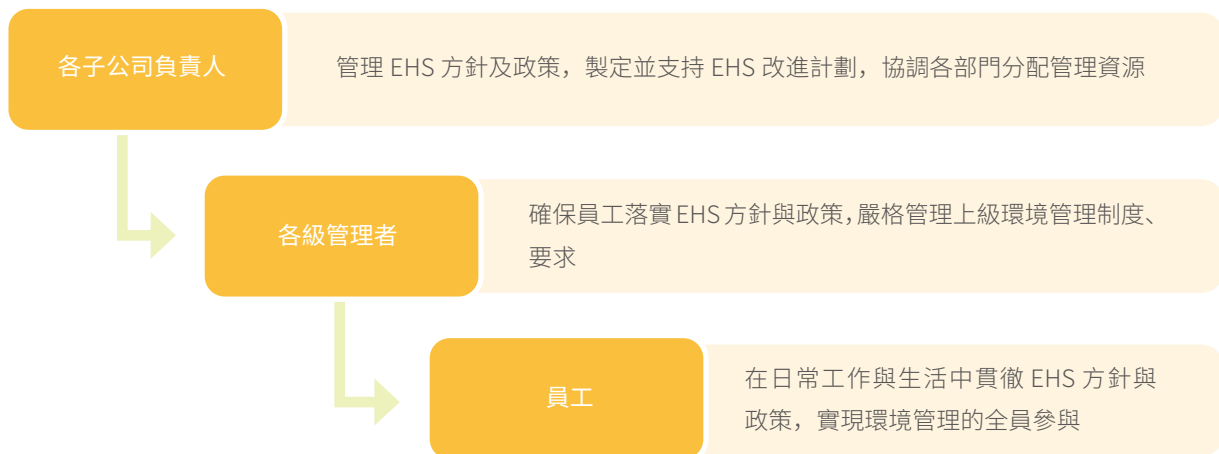 各子公司負責人
管理 EHS 方針及政策，製定並支持 EHS 改進計劃，協調各部門分配管理資源
各級管理者
確保員工落實 EHS 方針與政策，嚴格管理上級環境管理制度、
要求
員工
在日常工作與生活中貫徹 EHS 方針與
政策，實現環境管理的全員參與